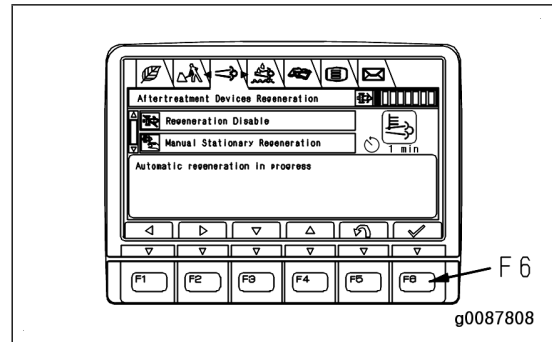 Aftertreatment Devices Regeneration
Regeneration Disable
Manual Stationary Regeneration
1 min
Automatic regeneration in progress
F1 F2 F3 F4 F5 F6
F6
g0087808